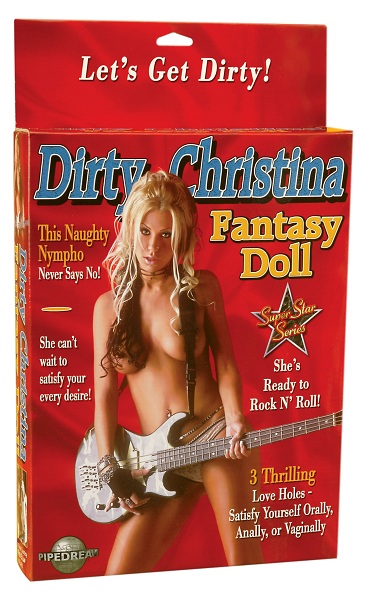 Let's Get Dirty!
Dirty Christina
Fantasy
Doll
This Naughty
Nympho
Never Says No!
Super Star
Series
She can't
wait to
satisfy your
every desire!
She's
Ready to
Rock N' Roll!
3 Thrilling
Love Holes -
Satisfy Yourself Orally,
Anally, or Vaginally
PIPEDREAM
Dirty Christina